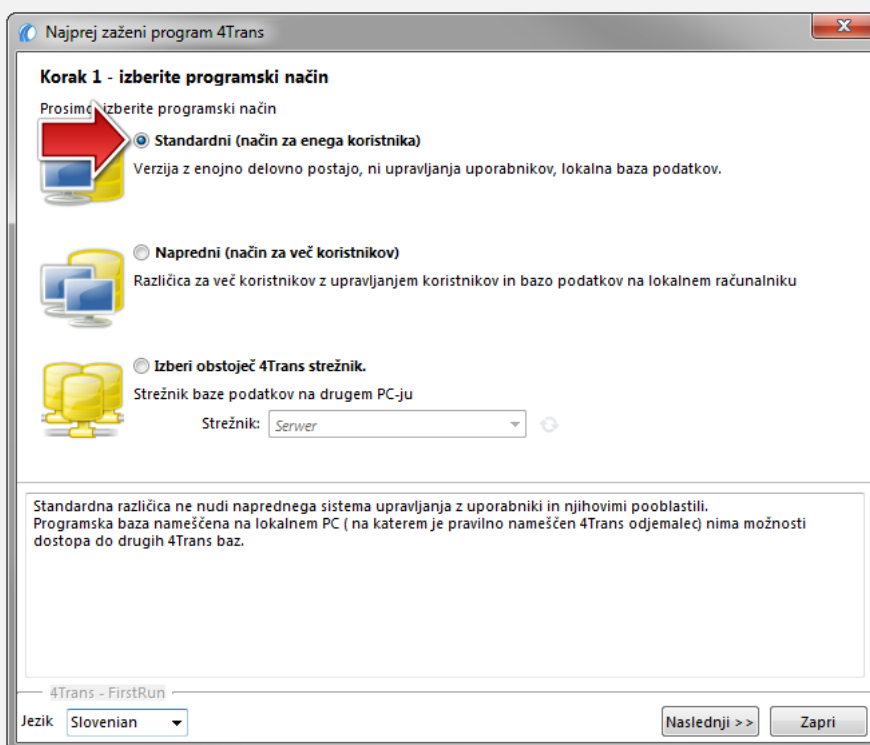 Najprej zaženi program 4Trans
Korak 1 - izberite programski način
Prosimo izberite programski način
Standardni (način za enega koristnika)
Verzija z enojno delovno postajo, ni upravljanja uporabnikov, lokalna baza podatkov.
Napredni (način za več koristnikov)
Različica za več koristnikov z upravljanjem koristnikov in bazo podatkov na lokalnem računalniku
Izberi obstoječ 4Trans strežnik.
Strežnik baze podatkov na drugem PC-ju
Strežnik: Serwer
Standardna različica ne nudi naprednega sistema upravljanja z uporabniki in njihovimi pooblastili.
Programska baza nameščena na lokalnem PC ( na katerem je pravilno nameščen 4Trans odjemalec) nima možnosti
dostopa do drugih 4Trans baz.
4Trans - FirstRun
Jezik Slovenian Naslednji >> Zapri